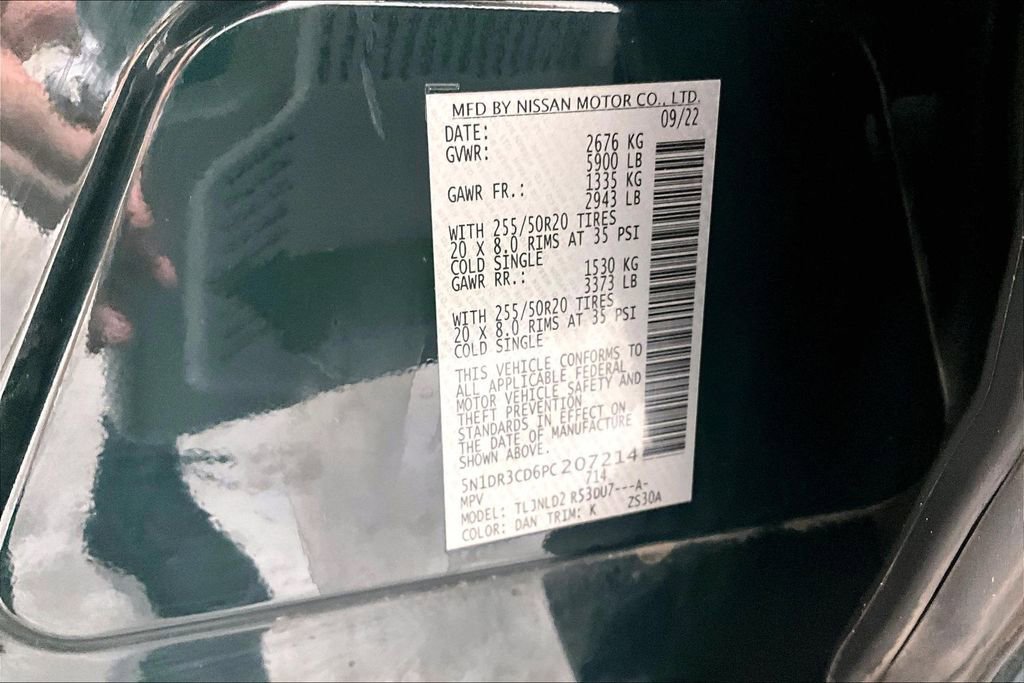 MFD BY NISSAN MOTOR CO., LTD.
DATE: 09/22
GVWR: 2676 KG
5900 LB
GAWR FR.: 1335 KG
2943 LB
WITH 255/50R20 TIRES
20 X 8.0 RIMS AT 35 PSI
COLD SINGLE
GAWR RR.: 1530 KG
3373 LB
WITH 255/50R20 TIRES
20 X 8.0 RIMS AT 35 PSI
COLD SINGLE
THIS VEHICLE CONFORMS TO
ALL APPLICABLE FEDERAL
MOTOR VEHICLE SAFETY AND
THEFT PREVENTION
STANDARDS IN EFFECT ON
THE DATE OF MANUFACTURE
SHOWN ABOVE.
5N1DR3CD6PC207214
MPV 714
MODEL: TLJNLD2 R53DU7---A-
COLOR: DAN TRIM: K ZS30A